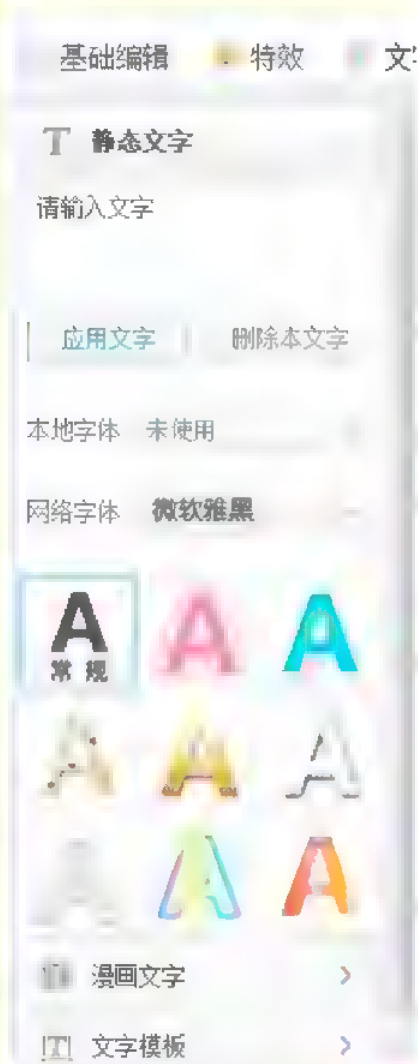 基础编辑 特效 文
T 静态文字
请输入文字
应用文字 删除本文字
本地字体 未使用
网络字体 微软雅黑
A A A
常规
A A A
A A A
漫画文字
T 文字模板